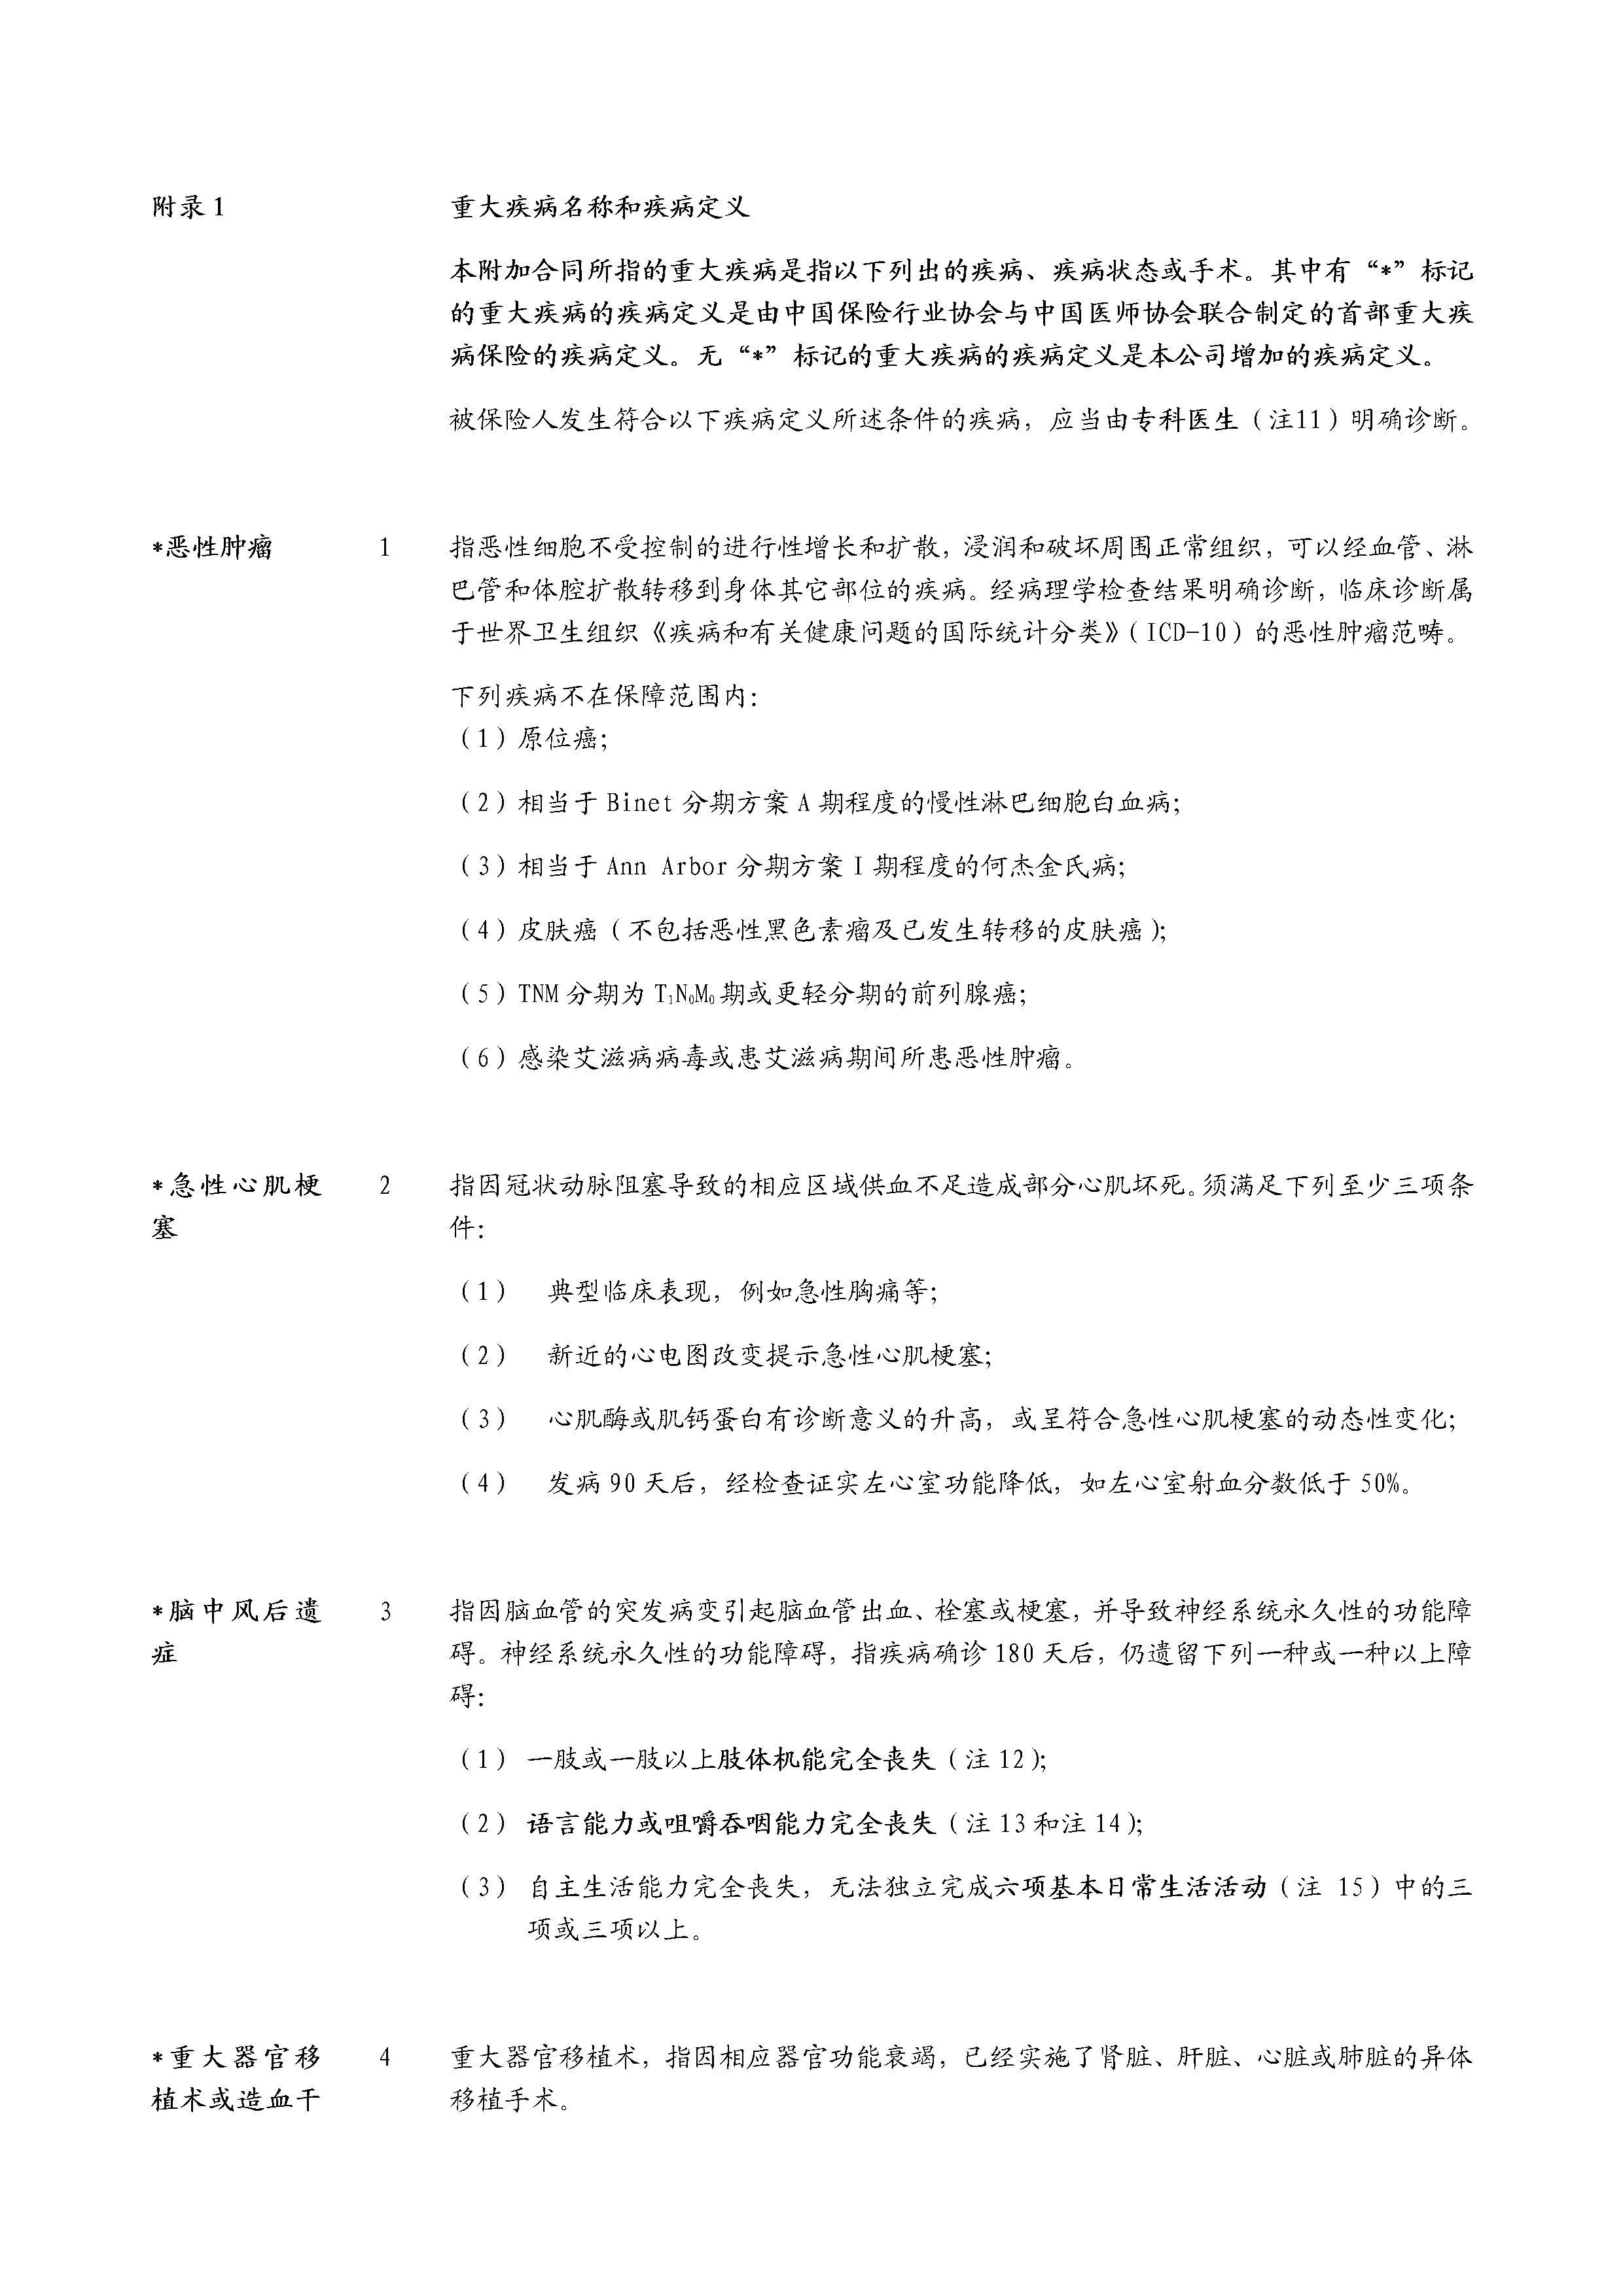 附录1 重大疾病名称和疾病定义
本附加合同所指的重大疾病是指以下列出的疾病、疾病状态或手术。其中有“*”标记
的重大疾病的疾病定义是由中国保险行业协会与中国医师协会联合制定的首部重大疾
病保险的疾病定义。无“*”标记的重大疾病的疾病定义是本公司增加的疾病定义。
被保险人发生符合以下疾病定义所述条件的疾病，应当由专科医生（注11）明确诊断。
*恶性肿瘤 1 指恶性细胞不受控制的进行性增长和扩散，浸润和破坏周围正常组织，可以经血管、淋
巴管和体腔扩散转移到身体其它部位的疾病。经病理学检查结果明确诊断，临床诊断属
于世界卫生组织《疾病和有关健康问题的国际统计分类》（ICD-10）的恶性肿瘤范畴。
下列疾病不在保障范围内：
（1）原位癌；
（2）相当于 Binet 分期方案 A 期程度的慢性淋巴细胞白血病；
（3）相当于 Ann Arbor 分期方案 I 期程度的何杰金氏病；
（4）皮肤癌（不包括恶性黑色素瘤及已发生转移的皮肤癌）；
（5）TNM 分期为 T₁N₀M₀ 期或更轻分期的前列腺癌；
（6）感染艾滋病病毒或患艾滋病期间所患恶性肿瘤。
*急性心肌梗 2 指因冠状动脉阻塞导致的相应区域供血不足造成部分心肌坏死。须满足下列至少三项条
塞 件：
（1） 典型临床表现，例如急性胸痛等；
（2） 新近的心电图改变提示急性心肌梗塞；
（3） 心肌酶或肌钙蛋白有诊断意义的升高，或呈符合急性心肌梗塞的动态性变化；
（4） 发病 90 天后，经检查证实左心室功能降低，如左心室射血分数低于 50%。
*脑中风后遗 3 指因脑血管的突发病变引起脑血管出血、栓塞或梗塞，并导致神经系统永久性的功能障
症 碍。神经系统永久性的功能障碍，指疾病确诊 180 天后，仍遗留下列一种或一种以上障
碍：
（1） 一肢或一肢以上肢体机能完全丧失（注 12）；
（2） 语言能力或咀嚼吞咽能力完全丧失（注 13 和注 14）；
（3） 自主生活能力完全丧失，无法独立完成六项基本日常生活活动（注 15）中的三
项或三项以上。
*重大器官移 4 重大器官移植术，指因相应器官功能衰竭，已经实施了肾脏、肝脏、心脏或肺脏的异体
植术或造血干 移植手术。